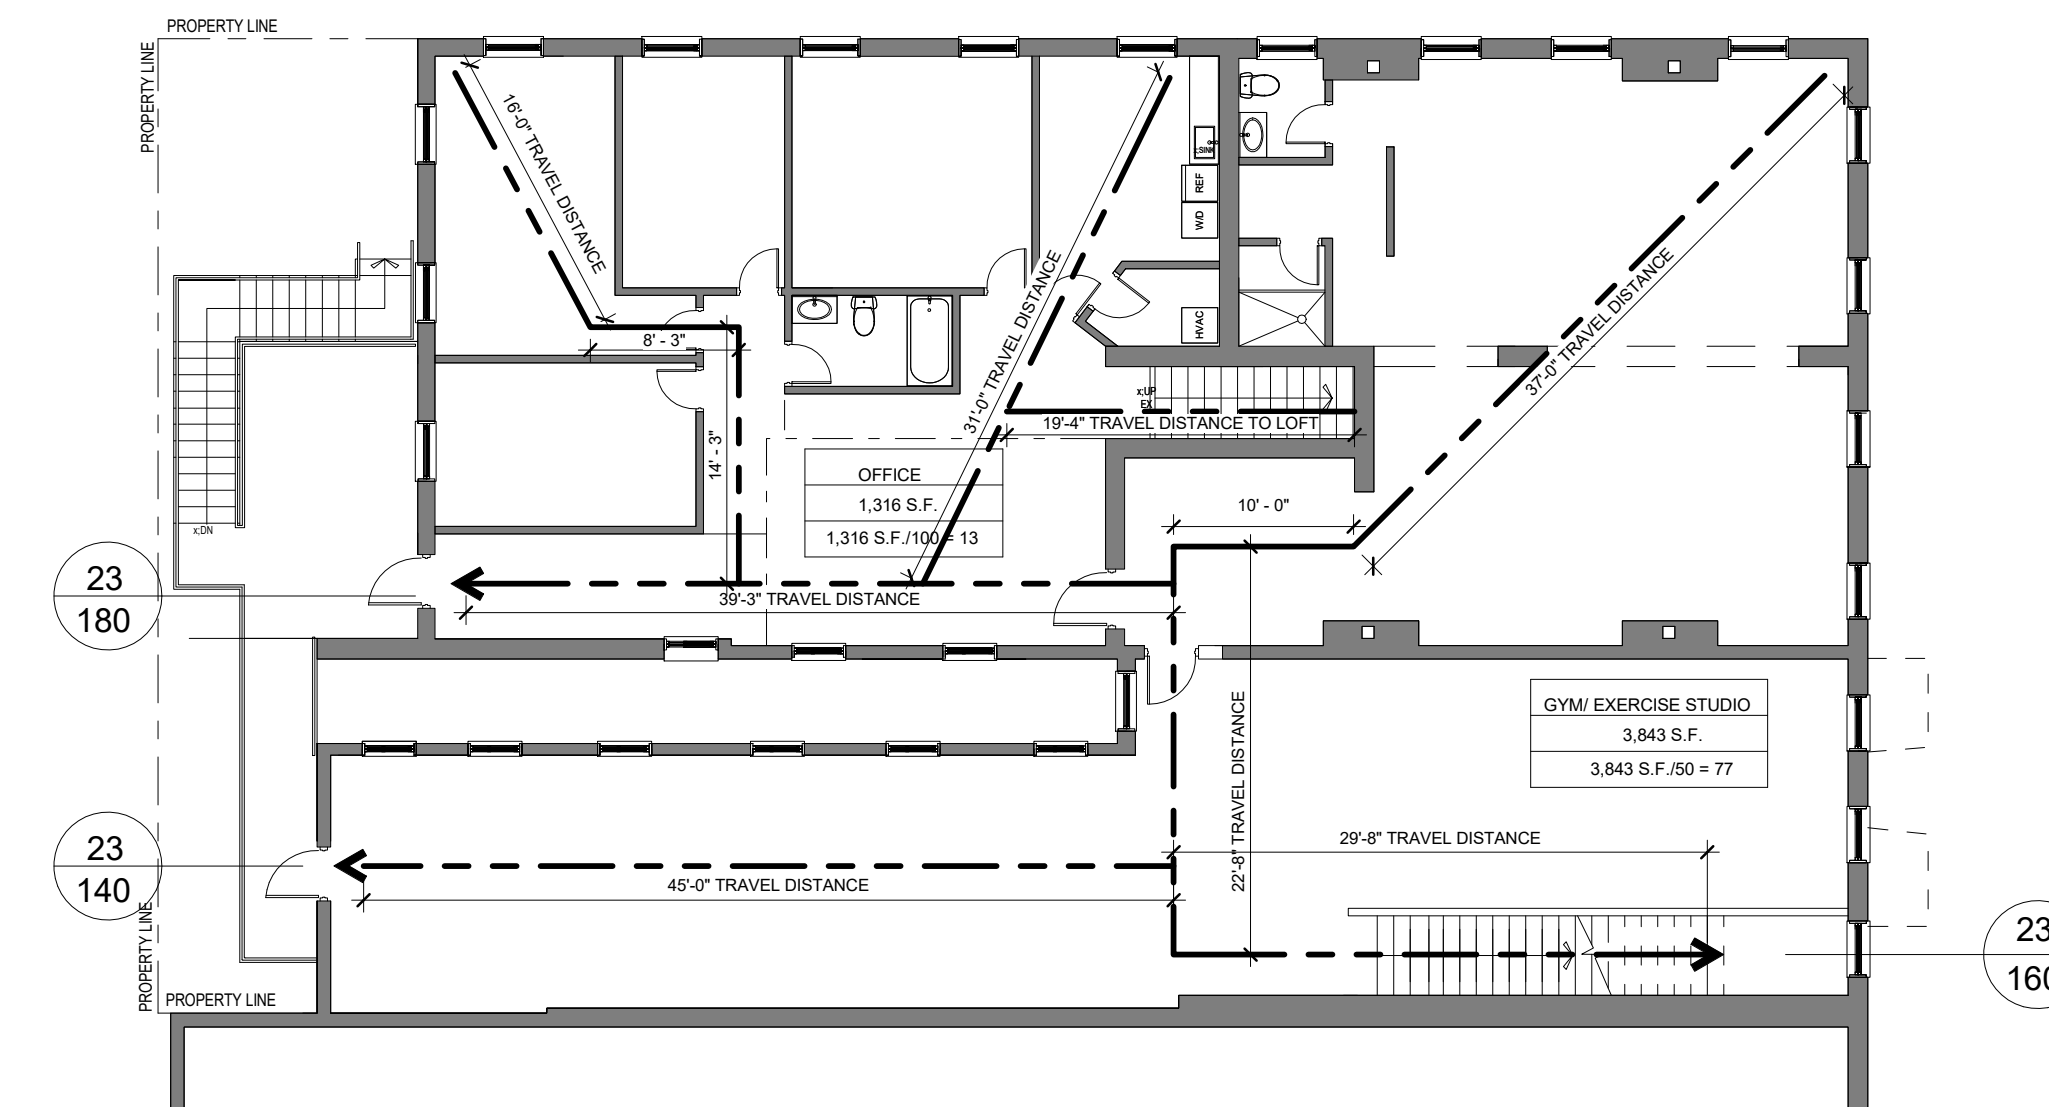 PROPERTY LINE
PROPERTY LINE
16'-0" TRAVEL DISTANCE
x;SINK
REF
W/D
HVAC
31'-0" TRAVEL DISTANCE
37'-0" TRAVEL DISTANCE
8' - 3"
14' - 3"
x;UP
EX
19'-4" TRAVEL DISTANCE TO LOFT
OFFICE
1,316 S.F.
1,316 S.F./100 = 13
10' - 0"
x;DN
23
180
39'-3" TRAVEL DISTANCE
GYM/ EXERCISE STUDIO
3,843 S.F.
3,843 S.F./50 = 77
22'-8" TRAVEL DISTANCE
29'-8" TRAVEL DISTANCE
23
140
45'-0" TRAVEL DISTANCE
23
160
PROPERTY LINE
PROPERTY LINE